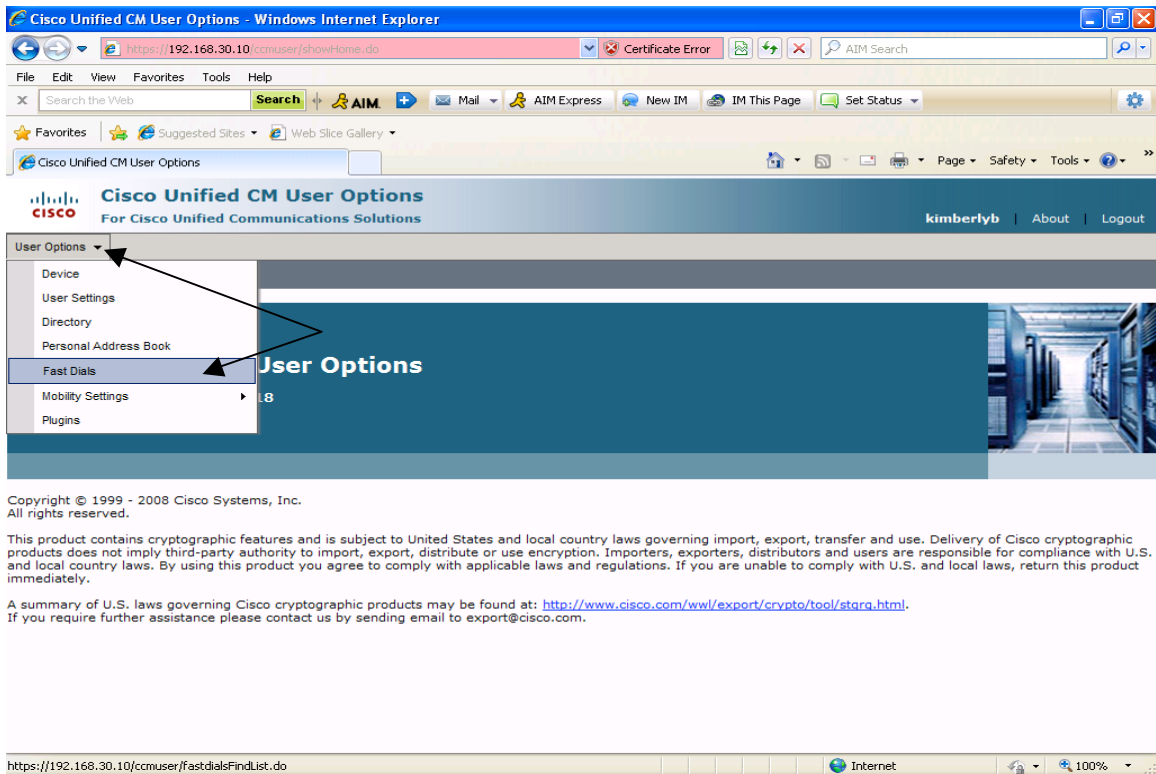 Cisco Unified CM User Options - Windows Internet Explorer
https://192.168.30.10/ccmuser/showHome.do
Certificate Error
AIM Search
File Edit View Favorites Tools Help
x Search the Web Search AIM. Mail AIM Express New IM IM This Page Set Status
Favorites Suggested Sites Web Slice Gallery
Cisco Unified CM User Options
Page Safety Tools »
CISCO
Cisco Unified CM User Options
For Cisco Unified Communications Solutions
kimberlyb | About | Logout
User Options
Device
User Settings
Directory
Personal Address Book
Fast Dials
Mobility Settings
Plugins
User Options
18
Copyright © 1999 - 2008 Cisco Systems, Inc.
All rights reserved.
This product contains cryptographic features and is subject to United States and local country laws governing import, export, transfer and use. Delivery of Cisco cryptographic
products does not imply third-party authority to import, export, distribute or use encryption. Importers, exporters, distributors and users are responsible for compliance with U.S.
and local country laws. By using this product you agree to comply with applicable laws and regulations. If you are unable to comply with U.S. and local laws, return this product
immediately.
A summary of U.S. laws governing Cisco cryptographic products may be found at: http://www.cisco.com/wwl/export/crypto/tool/stqrg.html.
If you require further assistance please contact us by sending email to export@cisco.com.
https://192.168.30.10/ccmuser/fastdialsFindList.do
Internet
100%